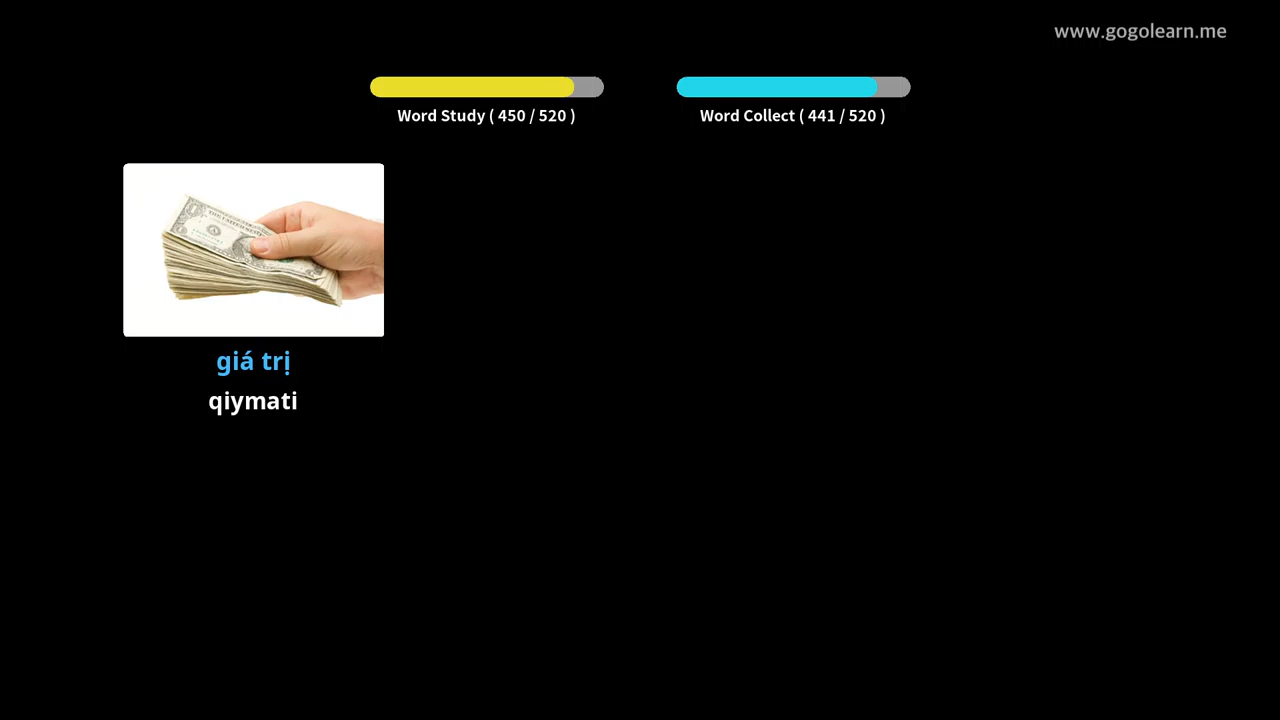 www.gogolearn.me
Word Study ( 450 / 520 )
Word Collect ( 441 / 520 )
giá trị
qiymati